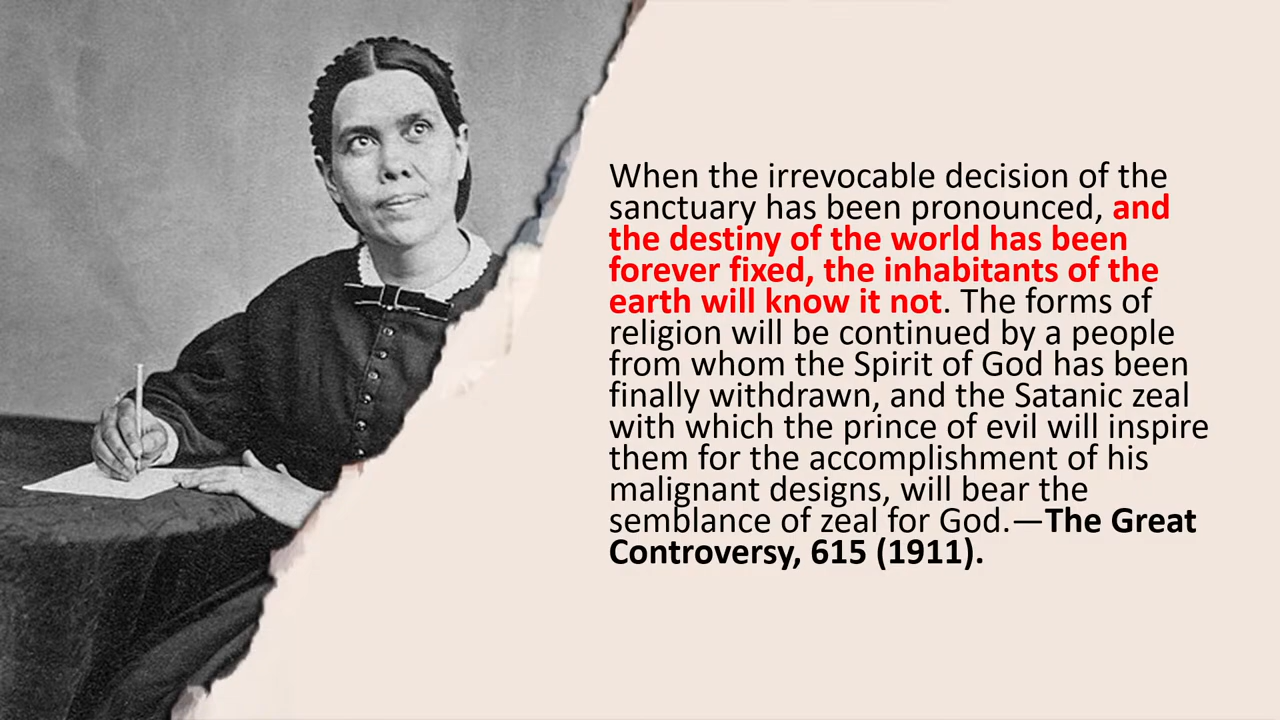 When the irrevocable decision of the
sanctuary has been pronounced, and
the destiny of the world has been
forever fixed, the inhabitants of the
earth will know it not. The forms of
religion will be continued by a people
from whom the Spirit of God has been
finally withdrawn, and the Satanic zeal
with which the prince of evil will inspire
them for the accomplishment of his
malignant designs, will bear the
semblance of zeal for God.—The Great
Controversy, 615 (1911).